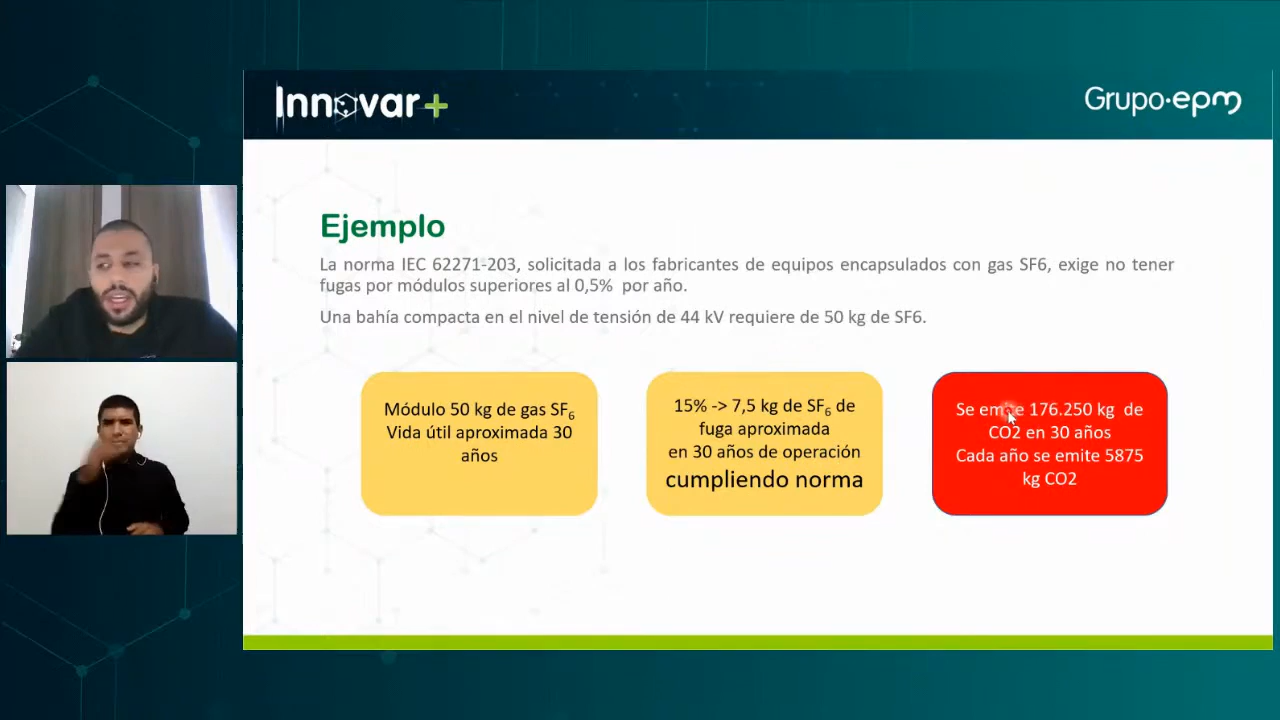 Innovar+
Grupo·epm
Ejemplo
La norma IEC 62271-203, solicitada a los fabricantes de equipos encapsulados con gas SF6, exige no tener
fugas por módulos superiores al 0,5% por año.
Una bahía compacta en el nivel de tensión de 44 kV requiere de 50 kg de SF6.
Módulo 50 kg de gas SF6
Vida útil aproximada 30
años
15% -> 7,5 kg de SF6 de
fuga aproximada
en 30 años de operación
cumpliendo norma
Se emite 176.250 kg de
CO2 en 30 años
Cada año se emite 5875
kg CO2